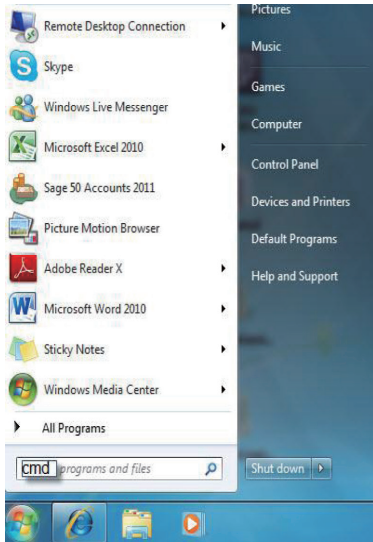 Remote Desktop Connection
Skype
Windows Live Messenger
Microsoft Excel 2010
Sage 50 Accounts 2011
Picture Motion Browser
Adobe Reader X
Microsoft Word 2010
Sticky Notes
Windows Media Center
All Programs
cmd programs and files
Pictures
Music
Games
Computer
Control Panel
Devices and Printers
Default Programs
Help and Support
Shut down